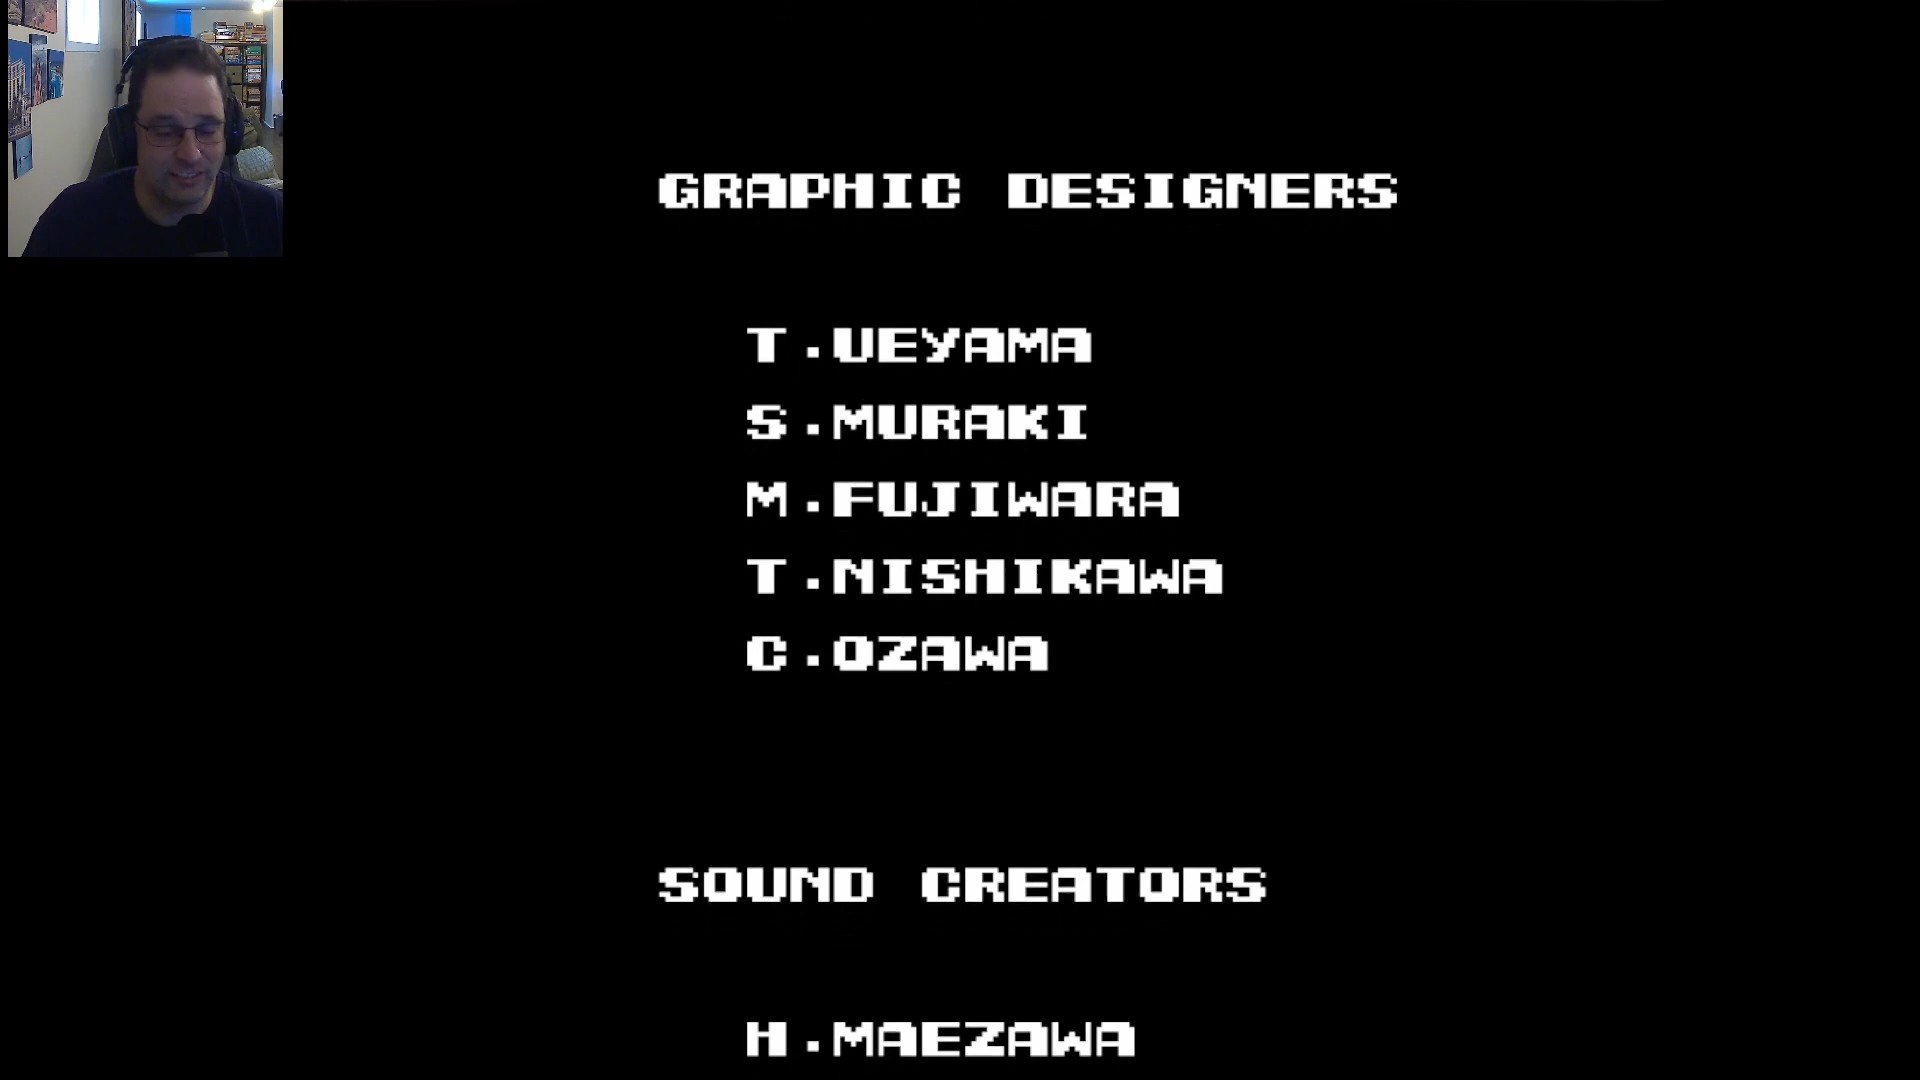 GRAPHIC DESIGNERS
T.UEYAMA
S.MURAKI
M.FUJIWARA
T.NISHIKAWA
C.OZAWA
SOUND CREATORS
H.MAEZAWA